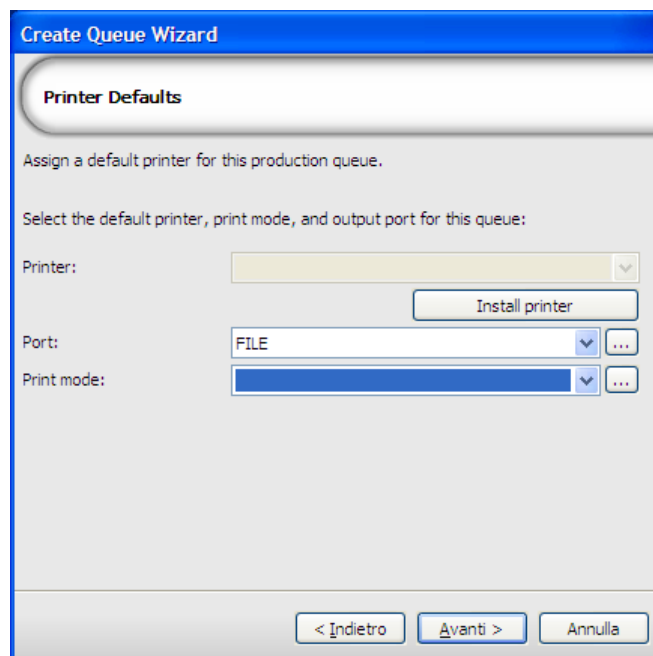 Create Queue Wizard
Printer Defaults
Assign a default printer for this production queue.
Select the default printer, print mode, and output port for this queue:
Printer:
Install printer
Port:
FILE
...
Print mode:
...
< Indietro
Avanti >
Annulla